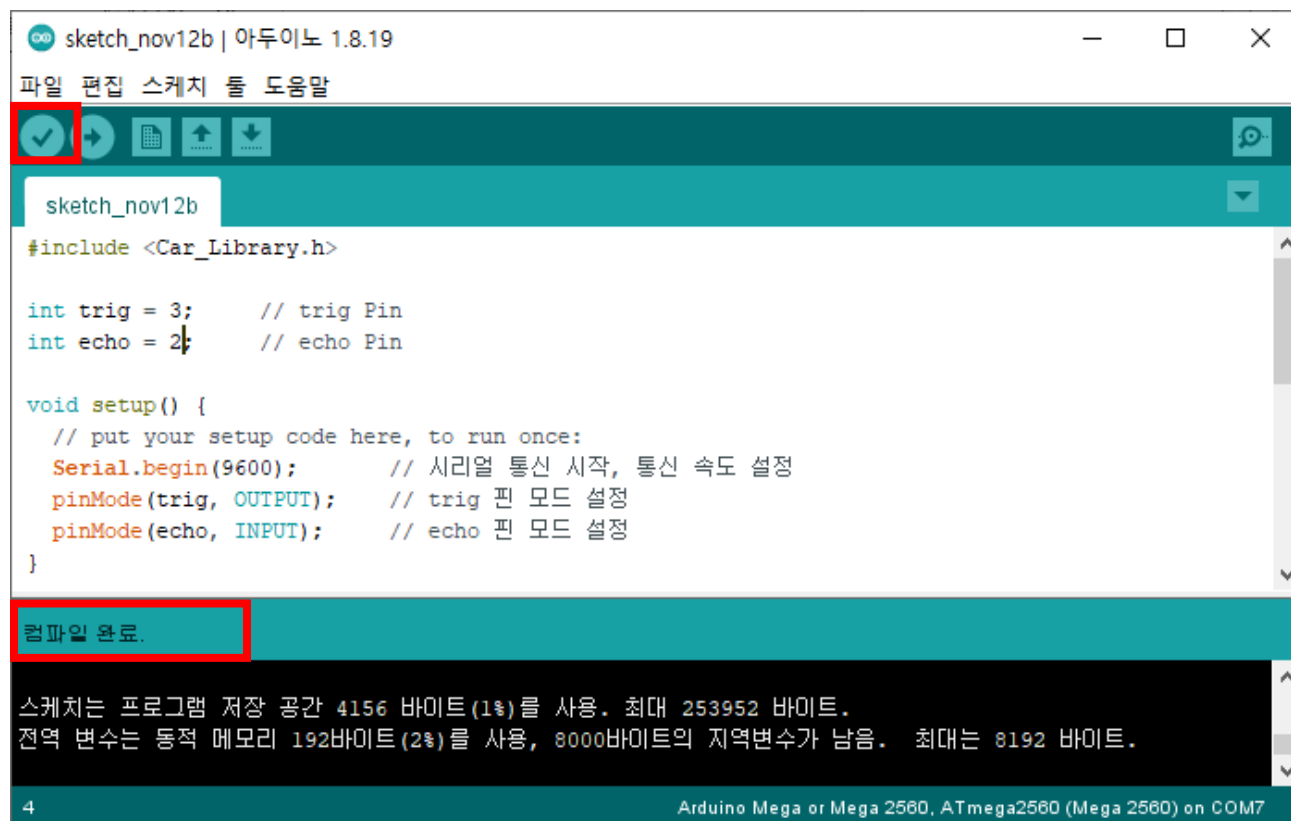 sketch_nov12b | 아두이노 1.8.19
파일 편집 스케치 툴 도움말
sketch_nov12b
#include <Car_Library.h>
int trig = 3;     // trig Pin
int echo = 2;     // echo Pin
void setup() {
  // put your setup code here, to run once:
  Serial.begin(9600);       // 시리얼 통신 시작, 통신 속도 설정
  pinMode(trig, OUTPUT);    // trig 핀 모드 설정
  pinMode(echo, INPUT);     // echo 핀 모드 설정
}
컴파일 완료.
스케치는 프로그램 저장 공간 4156 바이트(1%)를 사용. 최대 253952 바이트.
전역 변수는 동적 메모리 192바이트(2%)를 사용, 8000바이트의 지역변수가 남음.  최대는 8192 바이트.
4 Arduino Mega or Mega 2560, ATmega2560 (Mega 2560) on COM7